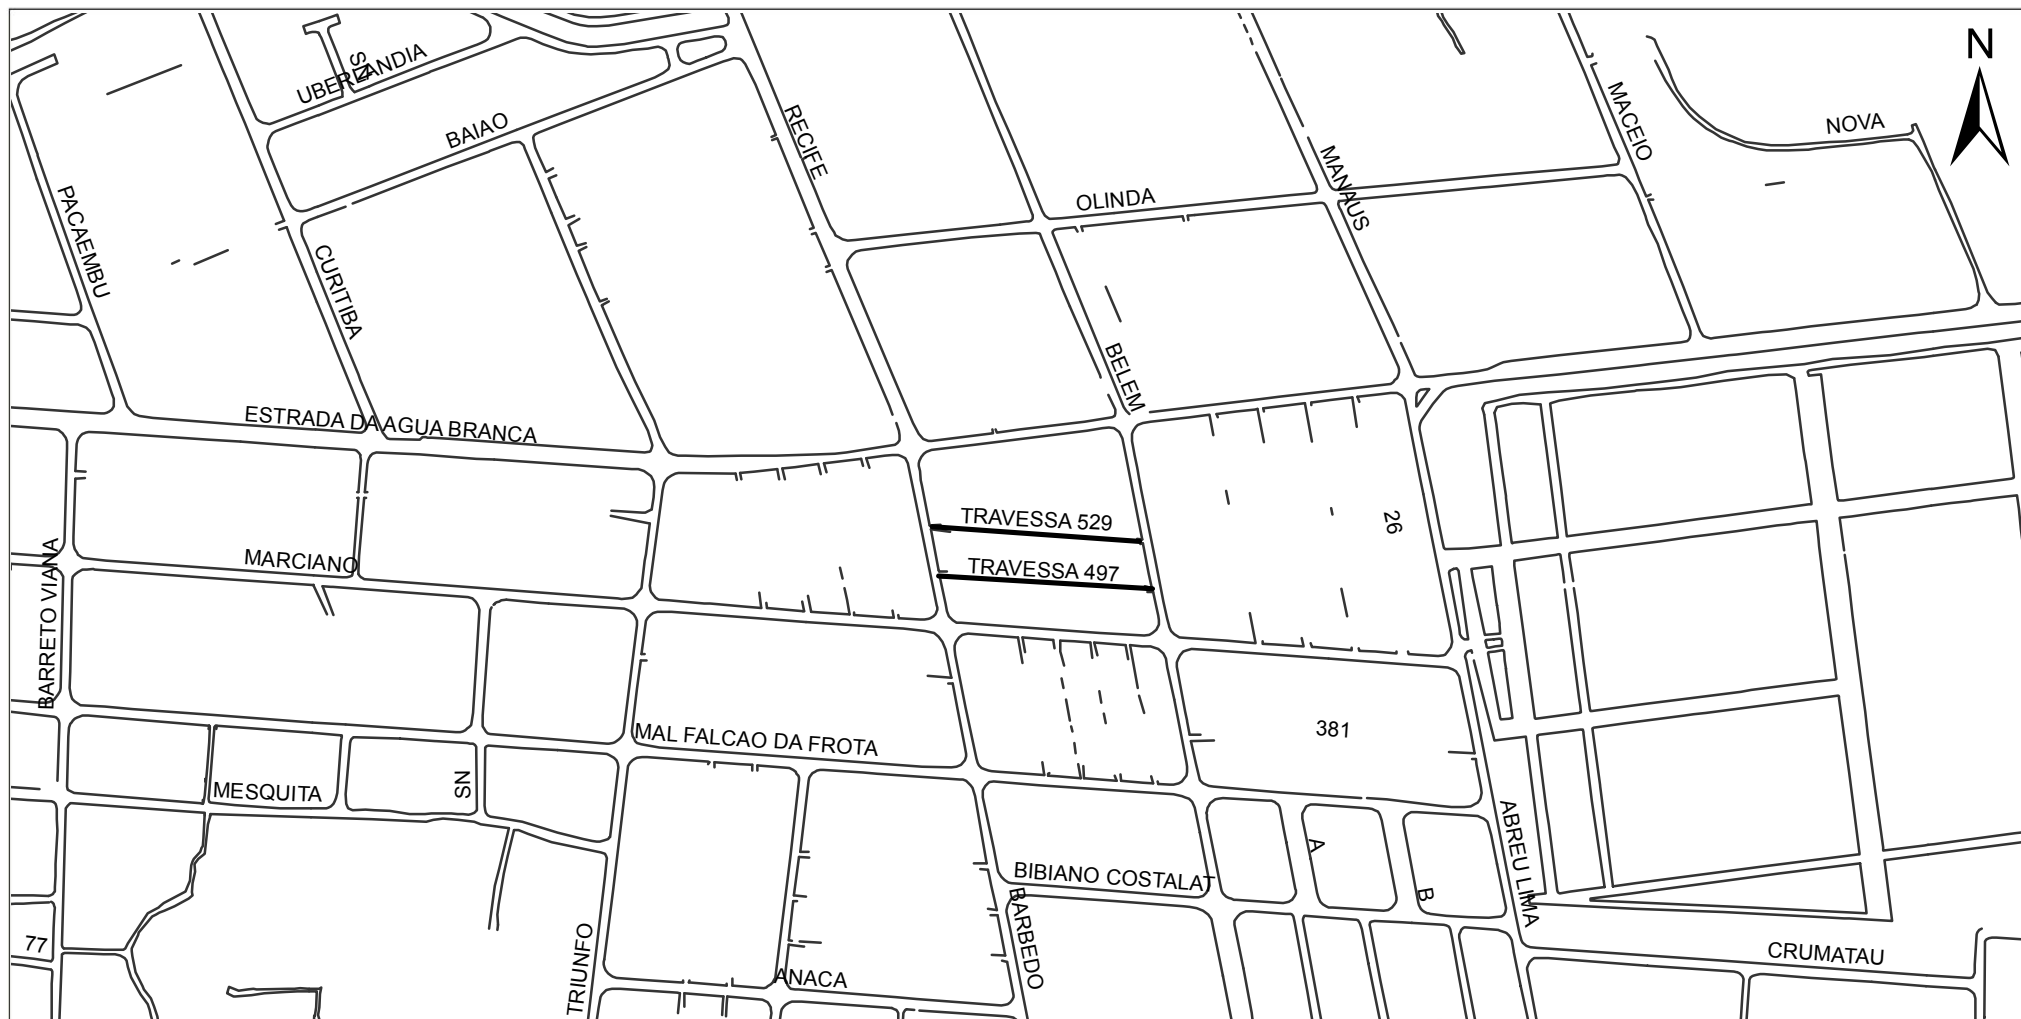 N
SN
UBERLANDIA
BAIAO
RECIFE
MACEIO
NOVA
MANAUS
OLINDA
PACAEMBU
CURITIBA
BELEM
ESTRADA DA AGUA BRANCA
26
TRAVESSA 529
TRAVESSA 497
MARCIANO
BARRETO VIANA
381
MAL FALCAO DA FROTA
SN
MESQUITA
ABREU LIMA
A
B
BIBIANO COSTALAT
BARBEDO
77
TRIUNFO
ANACA
CRUMATAU